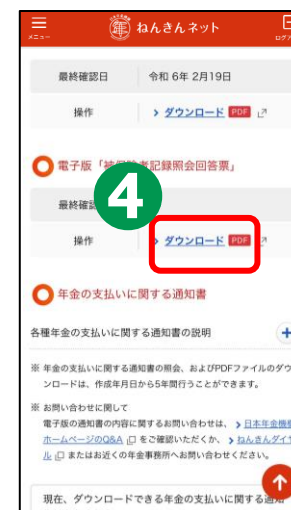 メニュー
ねんきんネット
ログア
最終確認日 令和 6年 2月19日
操作 ダウンロード PDF
電子版「被保険者記録照会回答票」
最終確
4
操作 ダウンロード PDF
年金の支払いに関する通知書
各種年金の支払いに関する通知書の説明
※ 年金の支払いに関する通知書の照会、およびPDFファイルのダウ
ンロードは、作成年月日から5年間行うことができます。
※ お問い合わせに関して
電子版の通知書の内容に関するお問い合わせは、 日本年金機
ホームページのQ&A をご確認いただくか、 ねんきんダイヤ
ル またはお近くの年金事務所へお問い合わせください。
現在、ダウンロードできる年金の支払いに関する通知